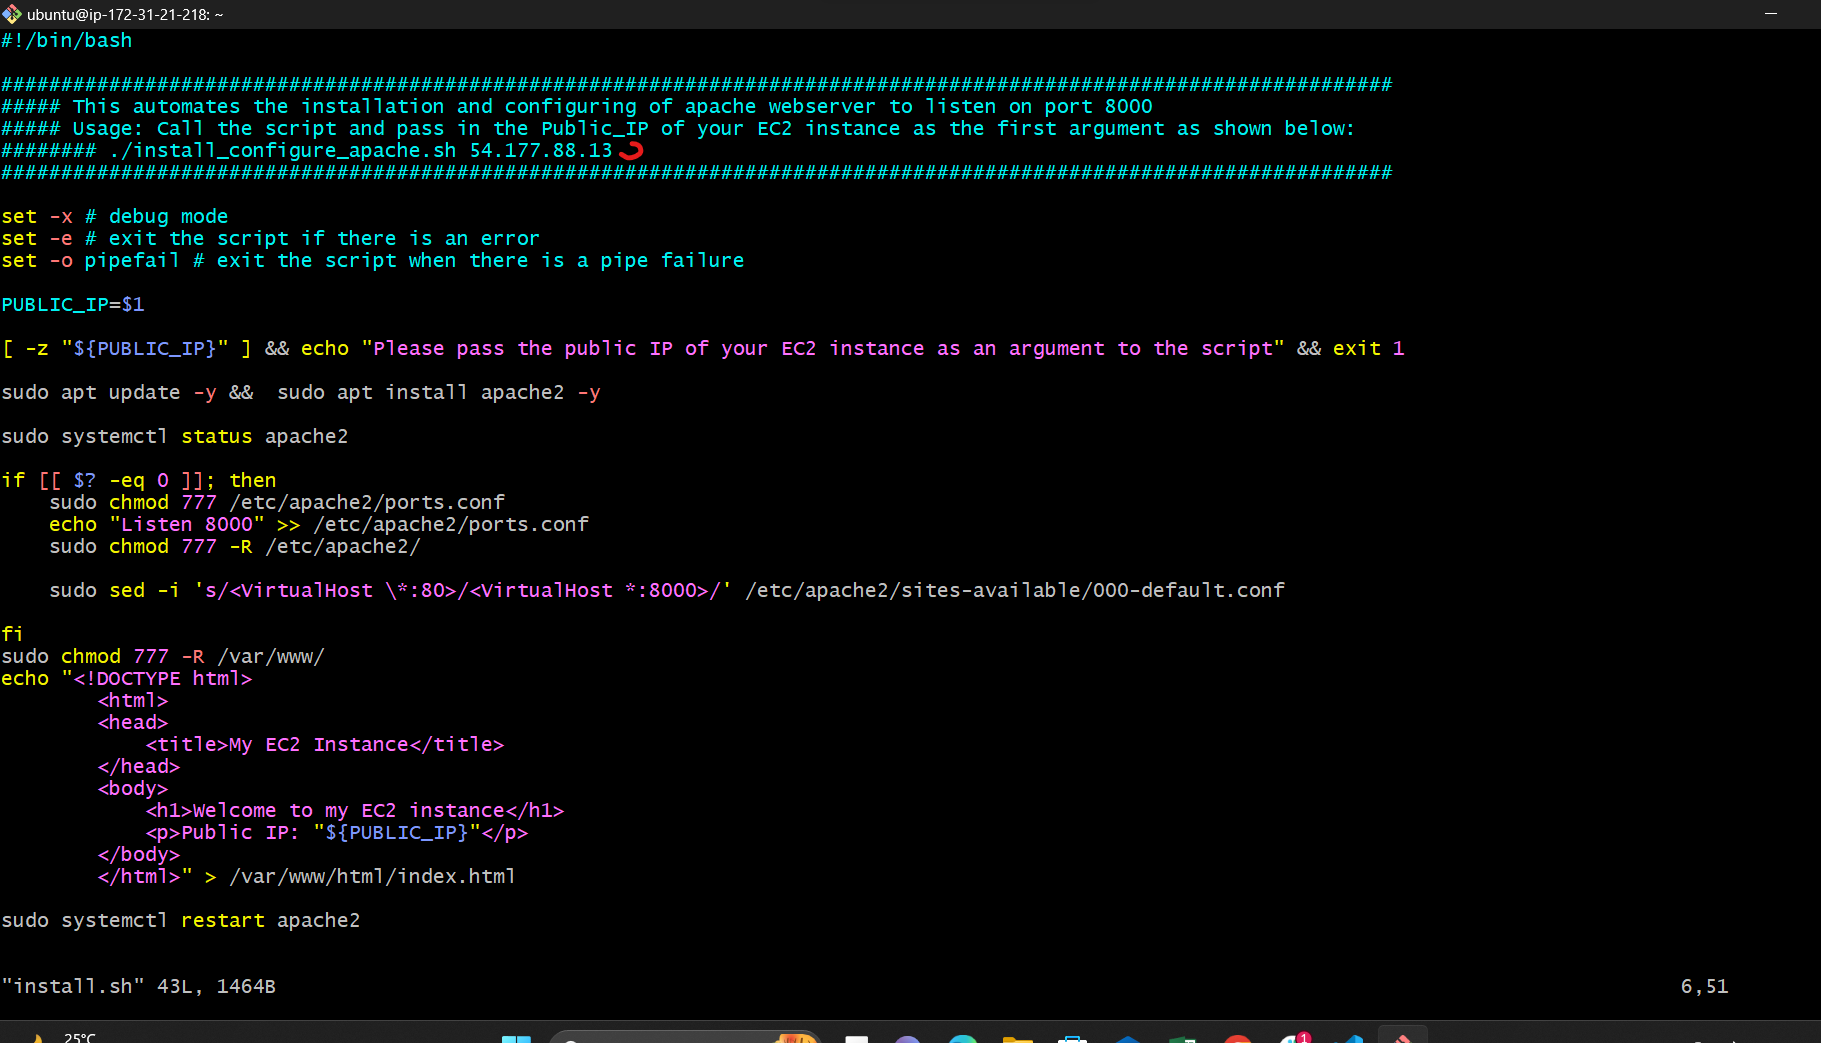 ubuntu@ip-172-31-21-218: ~
#!/bin/bash
####################################################################################################################
##### This automates the installation and configuring of apache webserver to listen on port 8000
##### Usage: Call the script and pass in the Public_IP of your EC2 instance as the first argument as shown below:
######## ./install_configure_apache.sh 54.177.88.13
####################################################################################################################
set -x # debug mode
set -e # exit the script if there is an error
set -o pipefail # exit the script when there is a pipe failure
PUBLIC_IP=$1
[ -z "${PUBLIC_IP}" ] && echo "Please pass the public IP of your EC2 instance as an argument to the script" && exit 1
sudo apt update -y &&  sudo apt install apache2 -y
sudo systemctl status apache2
if [[ $? -eq 0 ]]; then
    sudo chmod 777 /etc/apache2/ports.conf
    echo "Listen 8000" >> /etc/apache2/ports.conf
    sudo chmod 777 -R /etc/apache2/
    sudo sed -i 's/<VirtualHost \*:80>/<VirtualHost *:8000>/' /etc/apache2/sites-available/000-default.conf
fi
sudo chmod 777 -R /var/www/
echo "<!DOCTYPE html>
        <html>
        <head>
            <title>My EC2 Instance</title>
        </head>
        <body>
            <h1>Welcome to my EC2 instance</h1>
            <p>Public IP: "${PUBLIC_IP}"</p>
        </body>
        </html>" > /var/www/html/index.html
sudo systemctl restart apache2
"install.sh" 43L, 1464B 6,51
25°C 1